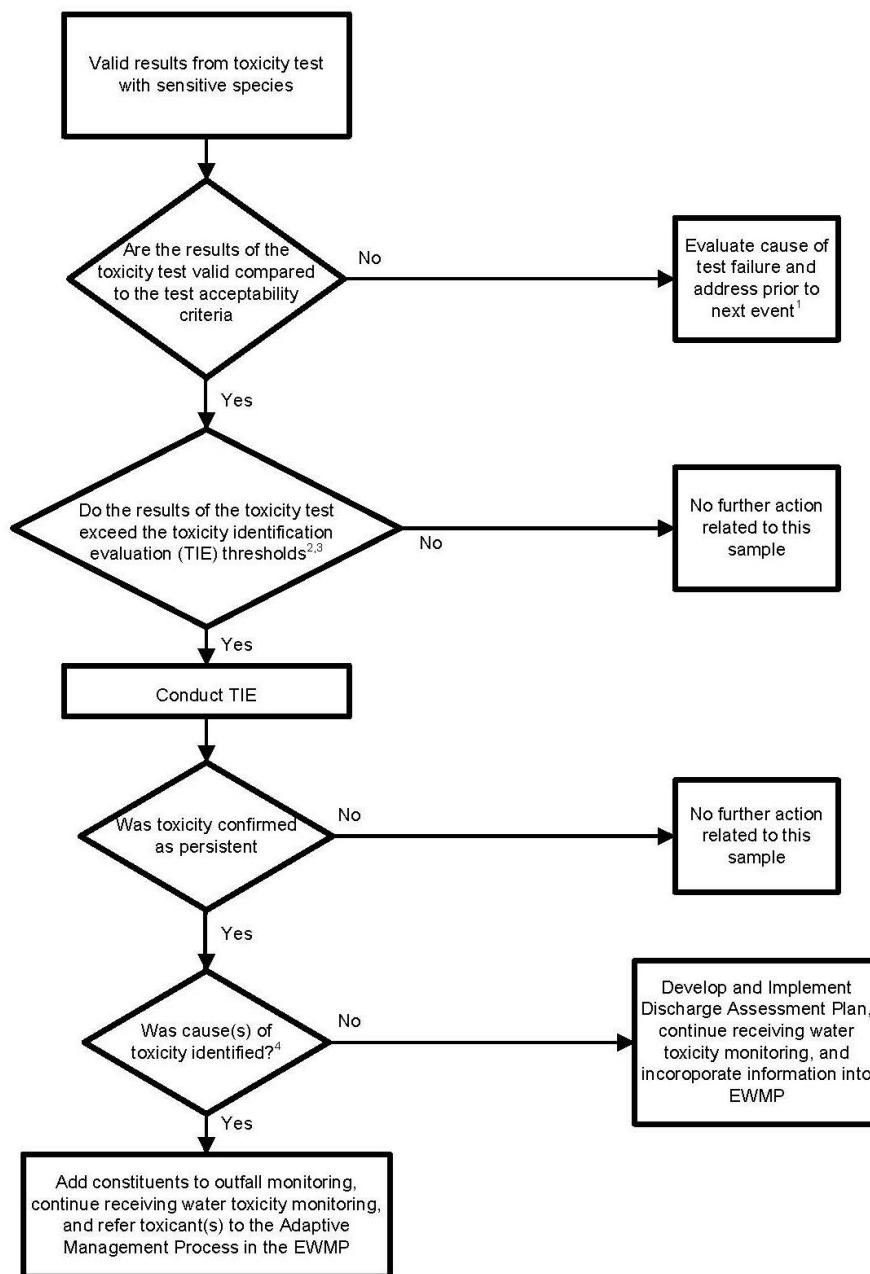 Valid results from toxicity test
with sensitive species
Are the results of the
toxicity test valid compared
to the test acceptability
criteria
No
Evaluate cause of
test failure and
address prior to
next event¹
Yes
Do the results of the toxicity test
exceed the toxicity identification
evaluation (TIE) thresholds²,³
No
No further action
related to this
sample
Yes
Conduct TIE
Was toxicity confirmed
as persistent
No
No further action
related to this
sample
Yes
Was cause(s) of
toxicity identified?⁴
No
Develop and Implement
Discharge Assessment Plan,
continue receiving water
toxicity monitoring, and
incoroporate information into
EWMP
Yes
Add constituents to outfall monitoring,
continue receiving water toxicity monitoring,
and refer toxicant(s) to the Adaptive
Management Process in the EWMP